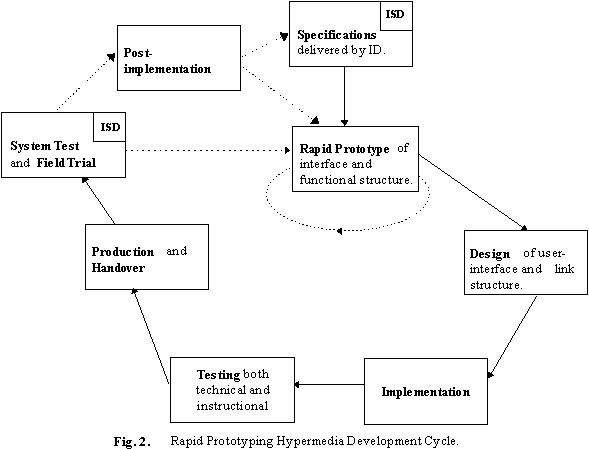 ISD
Specifications
delivered by ID.
Post-
implementation
ISD
System Test
and Field Trial
Rapid Prototype of
interface and
functional structure.
Production and
Handover
Design of user-
interface and link
structure.
Testing both
technical and
instructional
Implementation
Fig. 2. Rapid Prototyping Hypermedia Development Cycle.